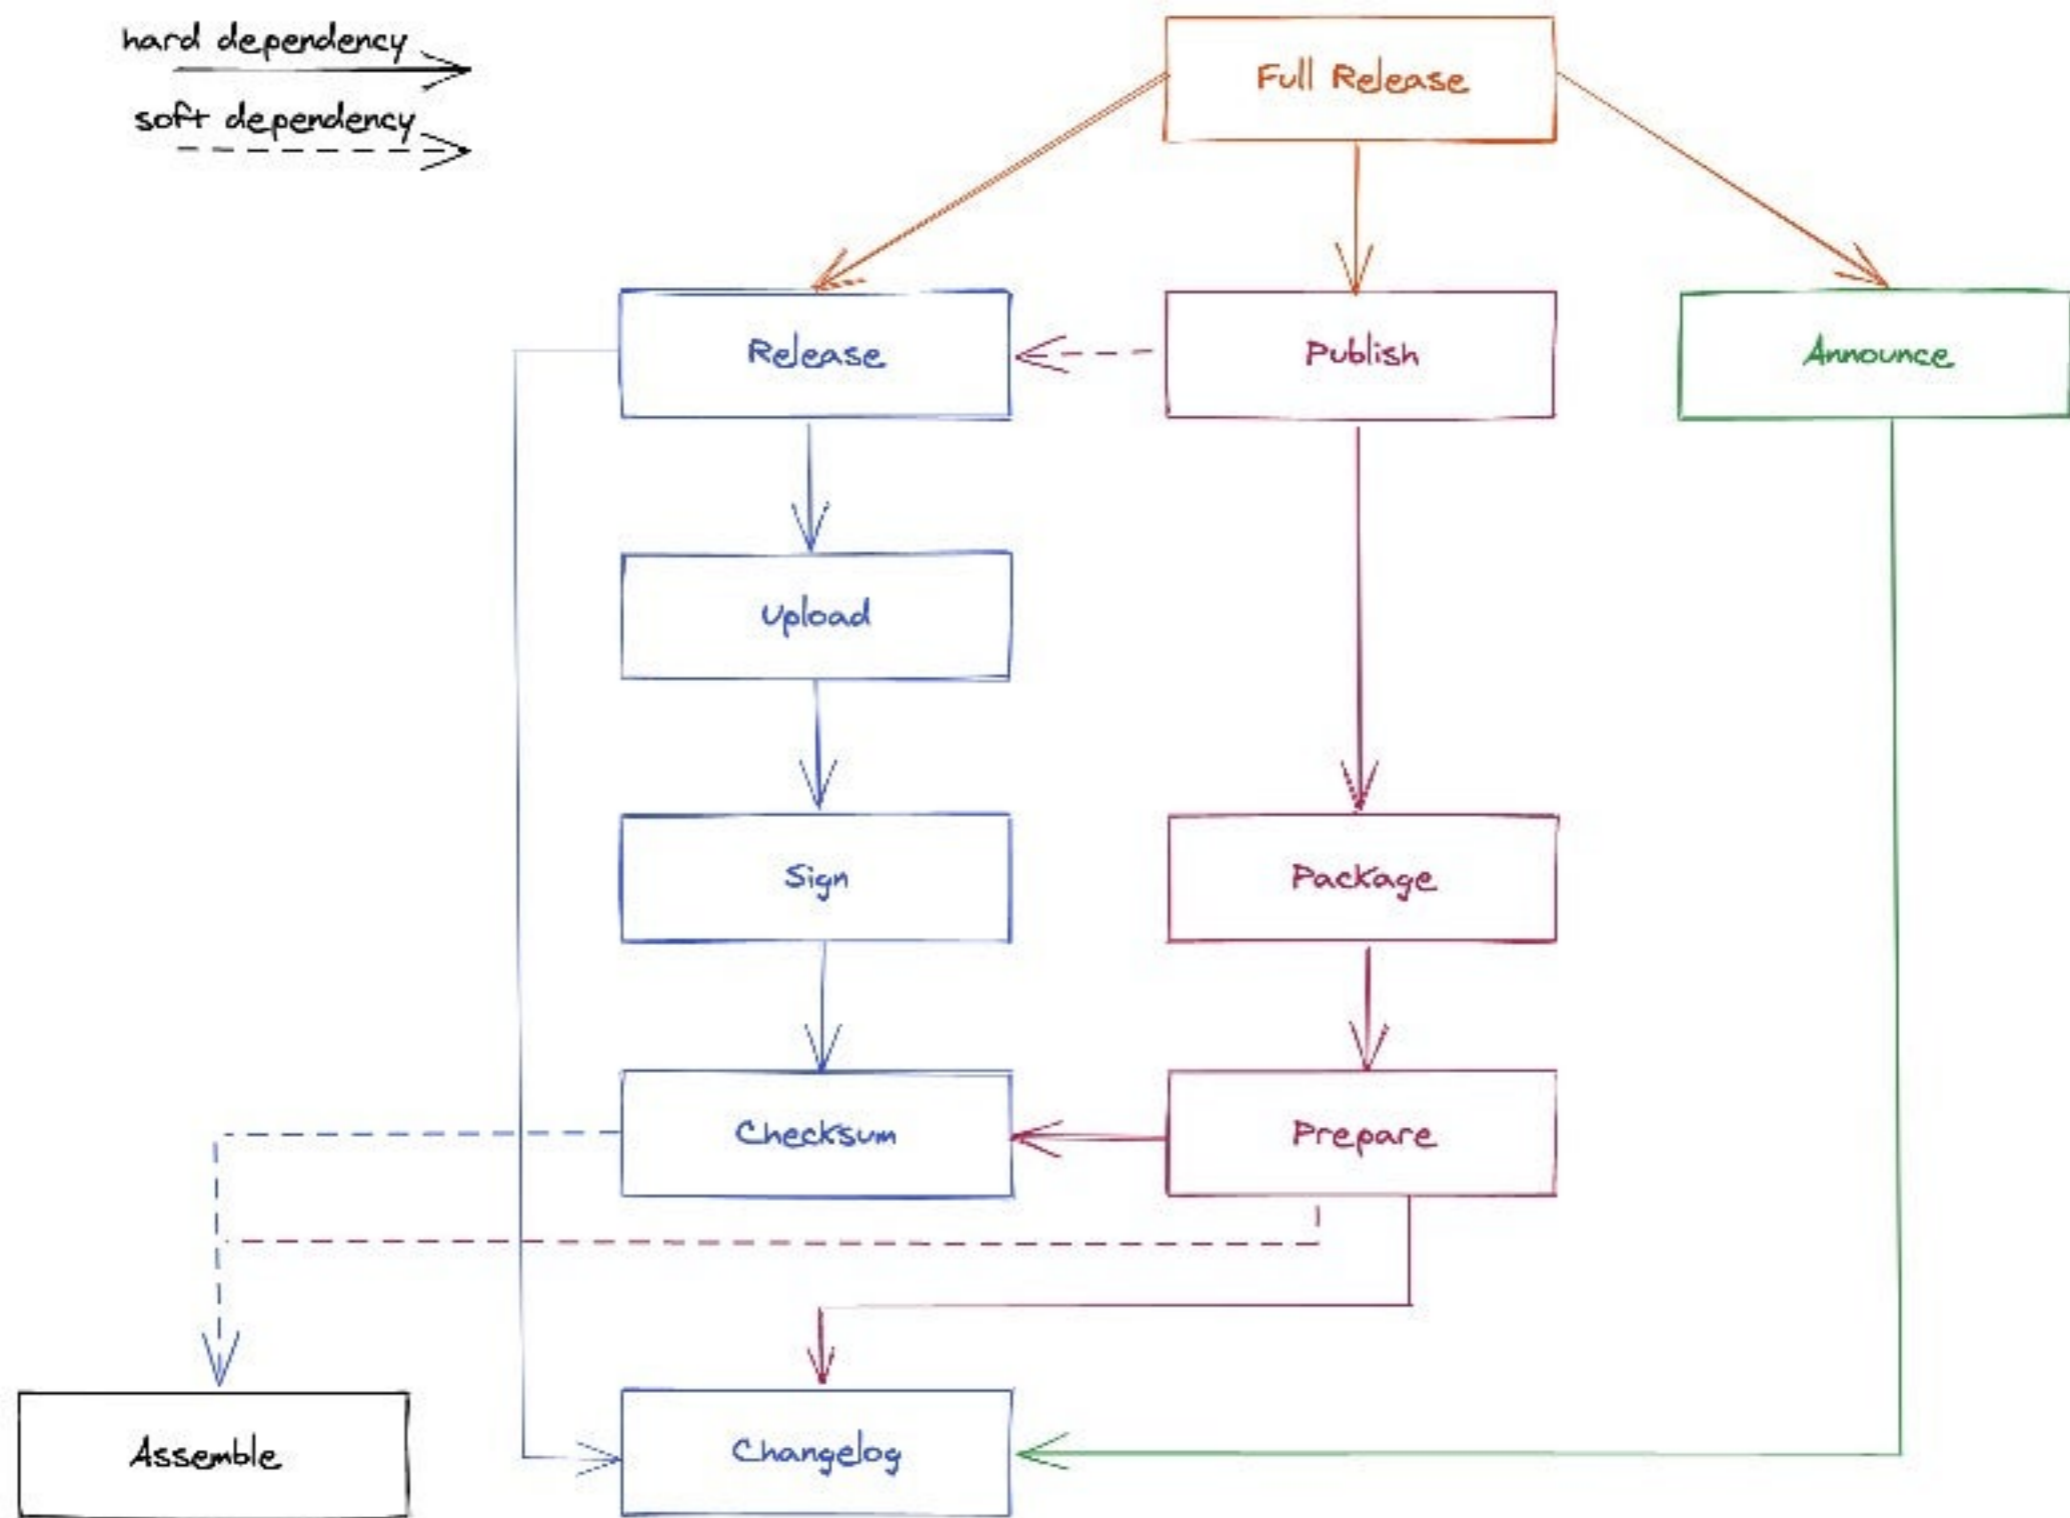 hard dependency
soft dependency
Full Release
Release
Publish
Announce
Upload
Sign
Package
Checksum
Prepare
Assemble
Changelog